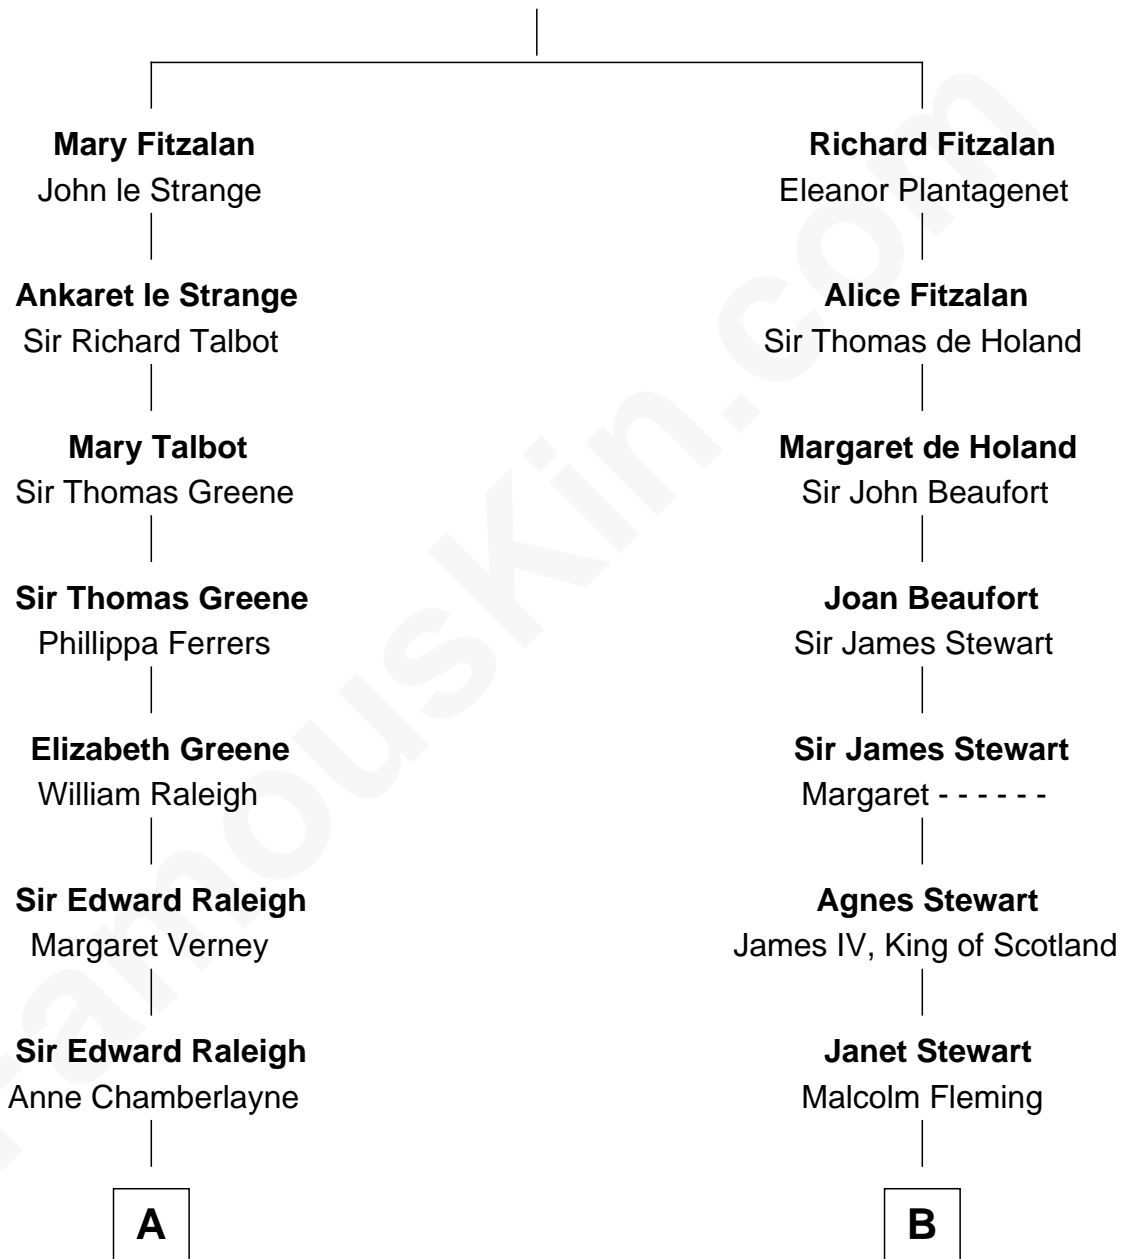 Mary Fitzalan
John le Strange
Ankaret le Strange
Sir Richard Talbot
Mary Talbot
Sir Thomas Greene
Sir Thomas Greene
Phillippa Ferrers
Elizabeth Greene
William Raleigh
Sir Edward Raleigh
Margaret Verney
Sir Edward Raleigh
Anne Chamberlayne
A
Richard Fitzalan
Eleanor Plantagenet
Alice Fitzalan
Sir Thomas de Holand
Margaret de Holand
Sir John Beaufort
Joan Beaufort
Sir James Stewart
Sir James Stewart
Margaret - - - - - -
Agnes Stewart
James IV, King of Scotland
Janet Stewart
Malcolm Fleming
B
FamousKin.com